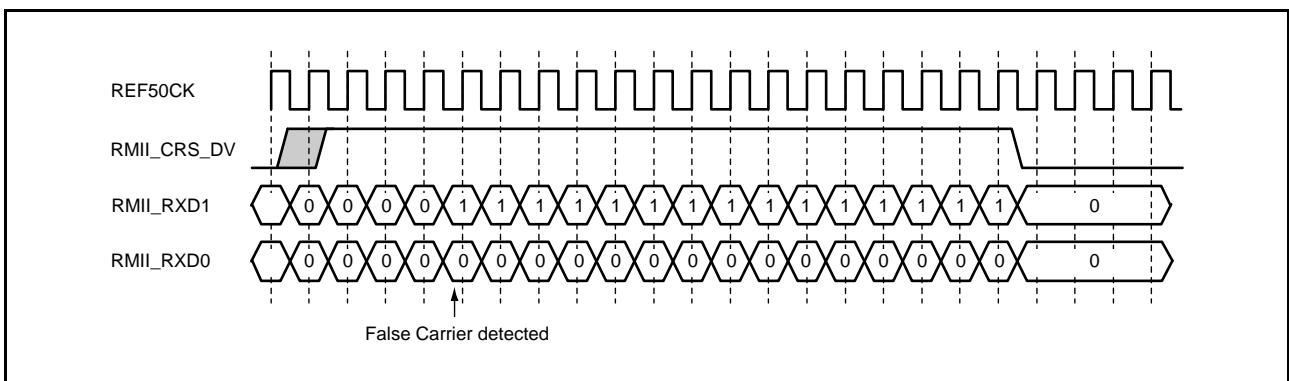 REF50CK
RMII_CRS_DV
RMII_RXD1 0 0 0 0 1 1 1 1 1 1 1 1 1 1 1 1 1 1 1 0
RMII_RXD0 0 0 0 0 0 0 0 0 0 0 0 0 0 0 0 0 0 0 0 0
False Carrier detected